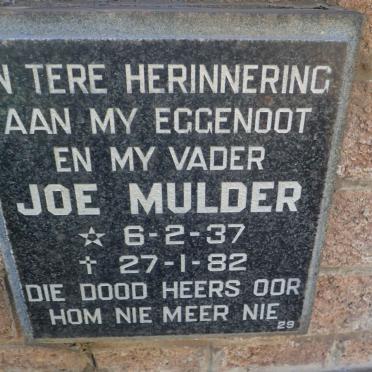 N TERE HERINNERING
AAN MY EGGENOOT
EN MY VADER
JOE MULDER
☆ 6-2-37
† 27-1-82
DIE DOOD HEERS OOR
HOM NIE MEER NIE
29